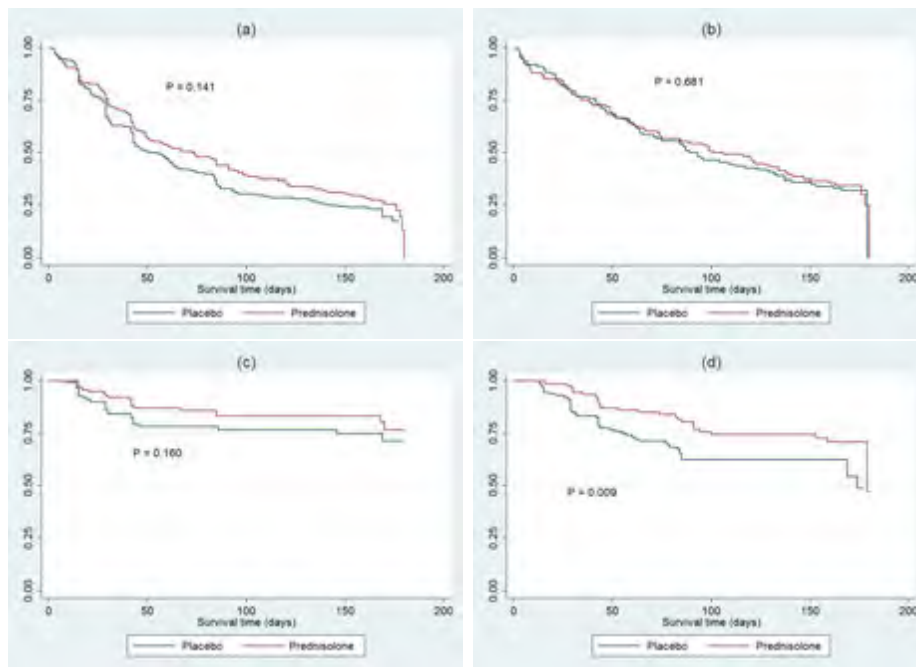 (a)
1.00
0.75
0.50
0.25
0.00
P = 0.141
0 50 100 150 200
Survival time (days)
Placebo Prednisolone
(b)
1.00
0.75
0.50
0.25
0.00
P = 0.681
0 50 100 150 200
Survival time (days)
Placebo Prednisolone
(c)
1.00
0.75
0.50
0.25
0.00
P = 0.160
0 50 100 150 200
Survival time (days)
Placebo Prednisolone
(d)
1.00
0.75
0.50
0.25
0.00
P = 0.009
0 50 100 150 200
Survival time (days)
Placebo Prednisolone